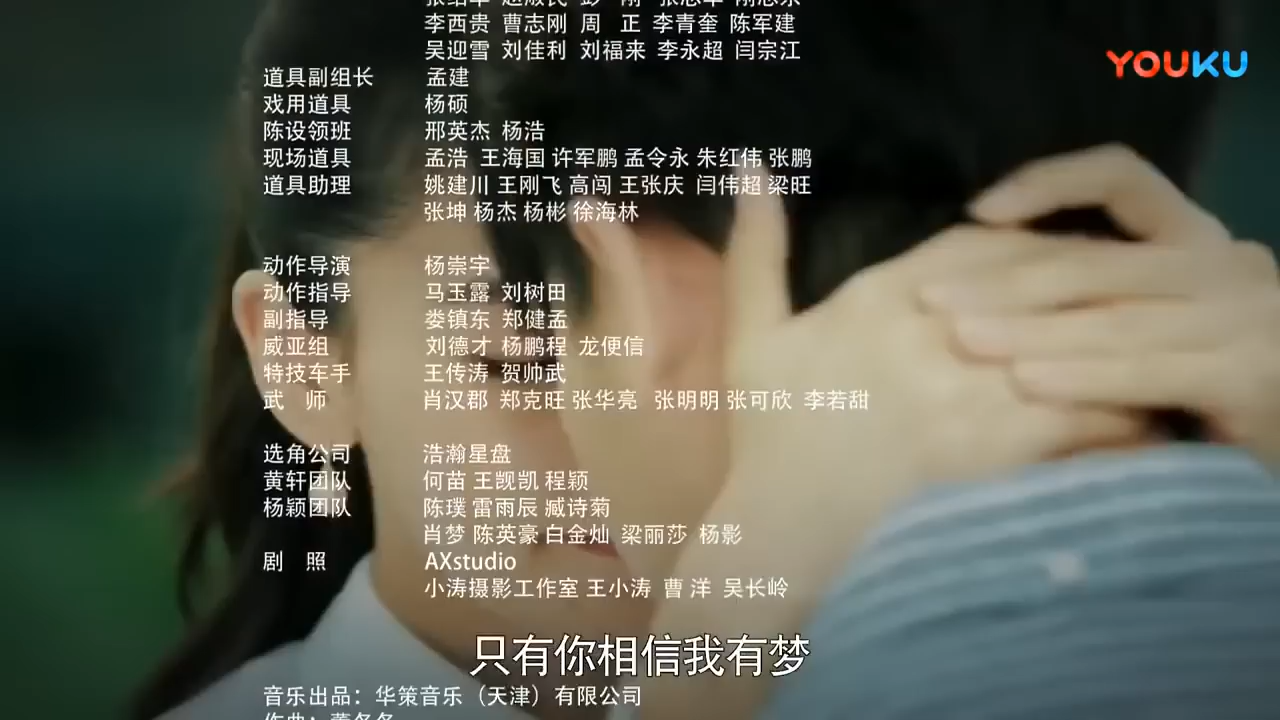 李西贵 曹志刚 周 正 李青奎 陈军建
吴迎雪 刘佳利 刘福来 李永超 闫宗江
YOUKU
道具副组长 孟建
戏用道具 杨硕
陈设领班 邢英杰 杨浩
现场道具 孟浩 王海国 许军鹏 孟令永 朱红伟 张鹏
道具助理 姚建川 王刚飞 高闯 王张庆 闫伟超 梁旺
张坤 杨杰 杨彬 徐海林
动作导演 杨崇宇
动作指导 马玉露 刘树田
副指导 娄镇东 郑健孟
威亚组 刘德才 杨鹏程 龙便信
特技车手 王传涛 贺帅武
武 师 肖汉郡 郑克旺 张华亮 张明明 张可欣 李若甜
选角公司 浩瀚星盘
黄轩团队 何苗 王觊凯 程颖
杨颖团队 陈璞 雷雨辰 臧诗菊
肖梦 陈英豪 白金灿 梁丽莎 杨影
剧 照 AXstudio
小涛摄影工作室 王小涛 曹 洋 吴长岭
只有你相信我有梦
音乐出品：华策音乐（天津）有限公司